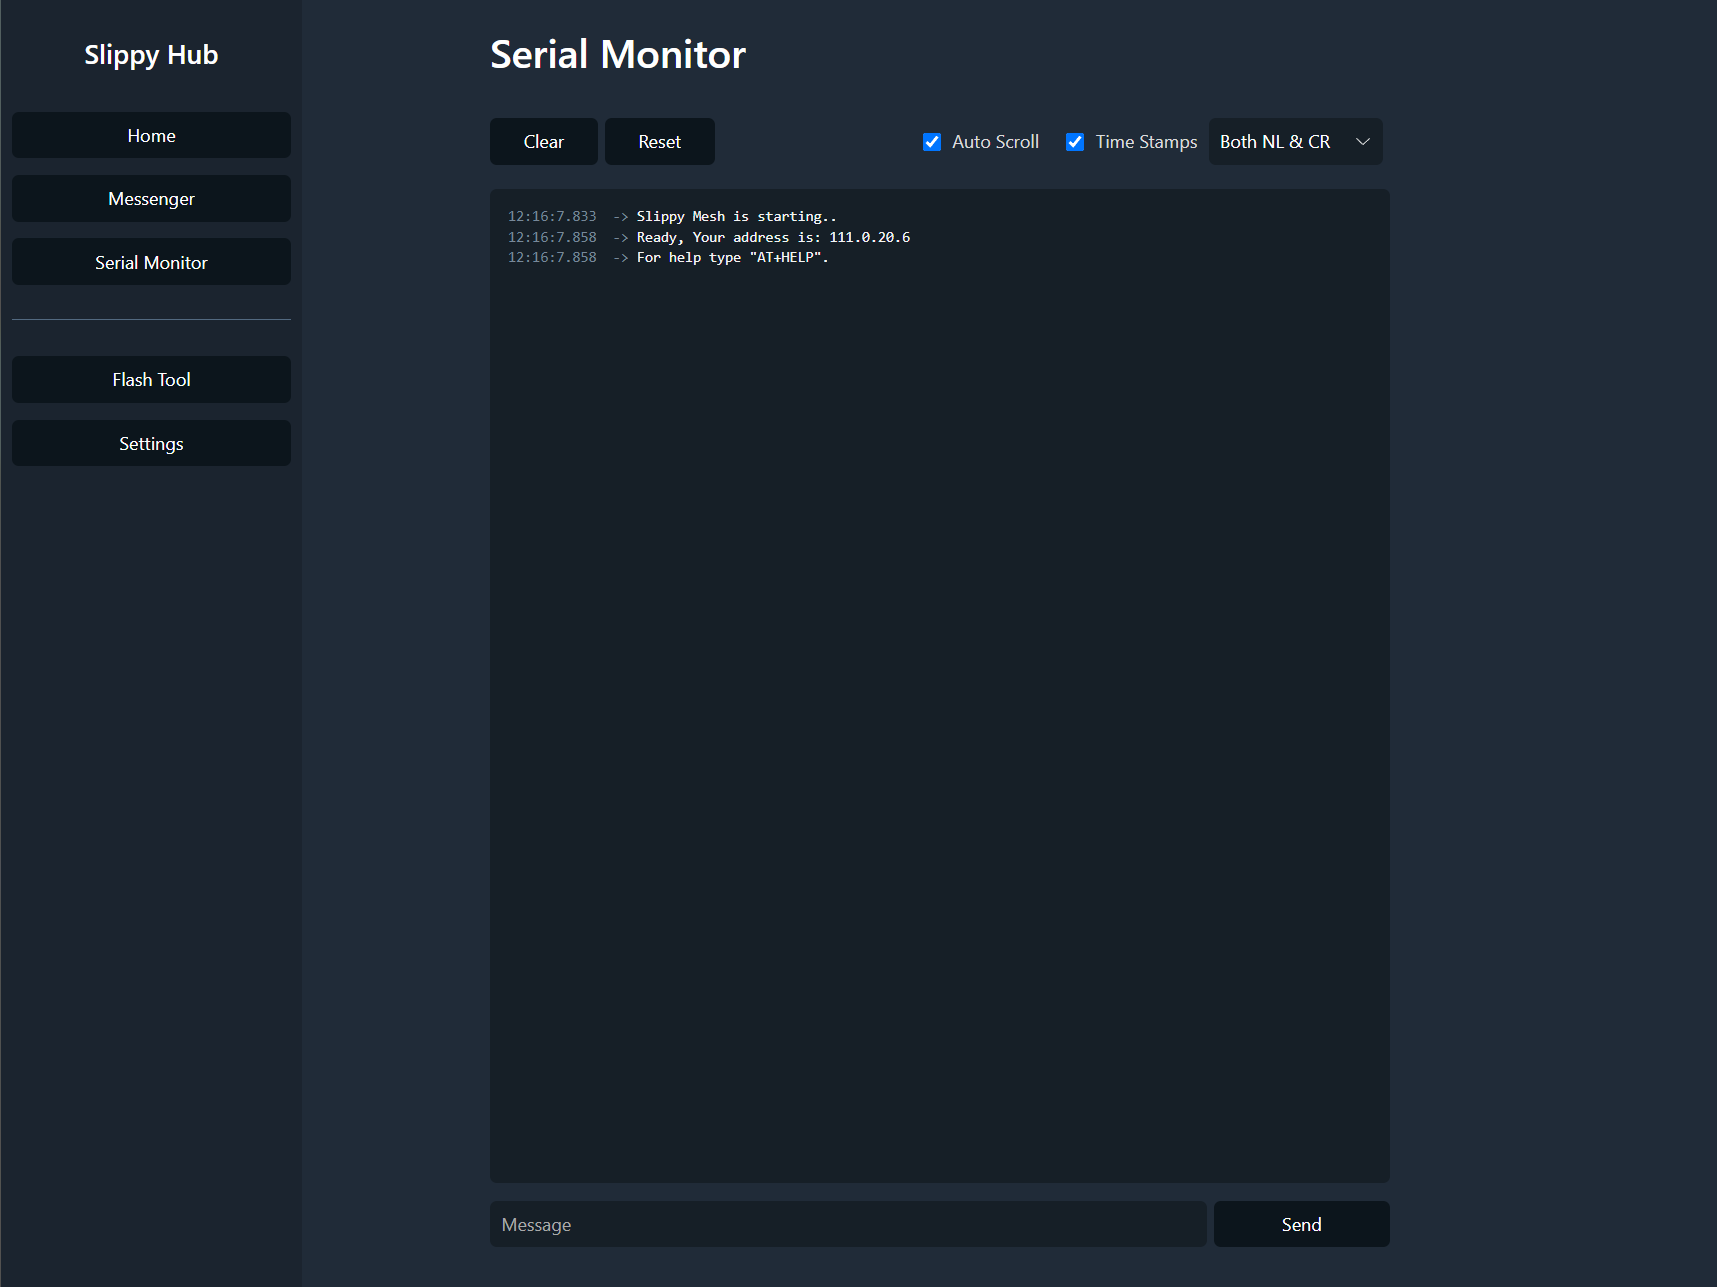 Slippy Hub
Home
Messenger
Serial Monitor
Flash Tool
Settings
Serial Monitor
Clear
Reset
Auto Scroll
Time Stamps
Both NL & CR
12:16:7.833 -> Slippy Mesh is starting..
12:16:7.858 -> Ready, Your address is: 111.0.20.6
12:16:7.858 -> For help type "AT+HELP".
Message
Send